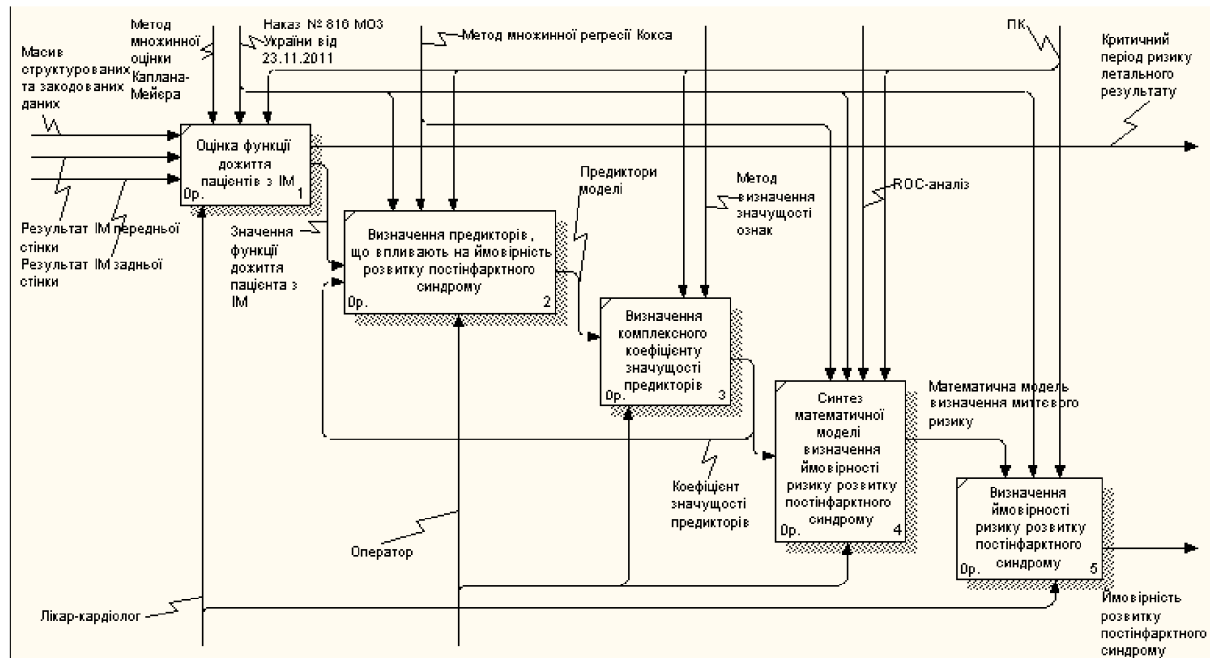 Метод
множинної
оцінки
Каплана-
Мейєра
Наказ № 816 МОЗ
України від
23.11.2011
Метод множинної регресії Кокса
ПК
Критичний
період ризику
летального
результату
Масив
структурованих
та закодованих
даних
Оцінка функції
дожиття
пацієнтів з ІМ
0р. 1
Результат ІМ передньої
стінки
Результат ІМ задньої
стінки
Значення
функції
дожиття
пацієнта з
ІМ
Визначення предикторів,
що впливають на ймовірність
розвитку постінфарктного
синдрому
0р. 2
Предиктори
моделі
Метод
визначення
значущості
ознак
ROC-аналіз
Визначення
комплексного
коефіцієнту
значущості
предикторів
0р. 3
Синтез
математичної
моделі
визначення
ймовірності
ризику розвитку
постінфарктного
синдрому
0р. 4
Математична модель
визначення миттєвого
ризику
Коефіцієнт
значущості
предикторів
Визначення
ймовірності
ризику розвитку
постінфарктного
синдрому
0р. 5
Оператор
Лікар-кардіолог
Ймовірність
розвитку
постінфарктного
синдрому